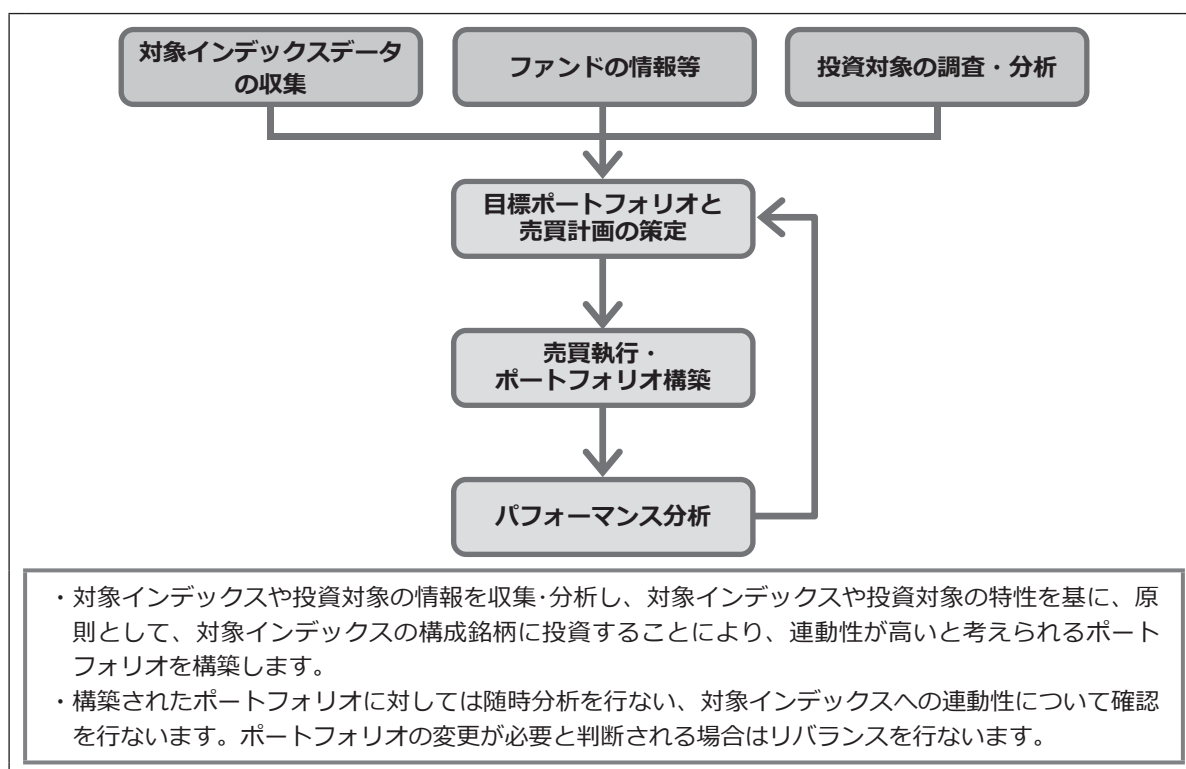 対象インデックスデータ
の収集
ファンドの情報等
投資対象の調査・分析
目標ポートフォリオと
売買計画の策定
売買執行・
ポートフォリオ構築
パフォーマンス分析
・対象インデックスや投資対象の情報を収集・分析し、対象インデックスや投資対象の特性を基に、原
則として、対象インデックスの構成銘柄に投資することにより、連動性が高いと考えられるポート
フォリオを構築します。
・構築されたポートフォリオに対しては随時分析を行ない、対象インデックスへの連動性について確認
を行ないます。ポートフォリオの変更が必要と判断される場合はリバランスを行ないます。